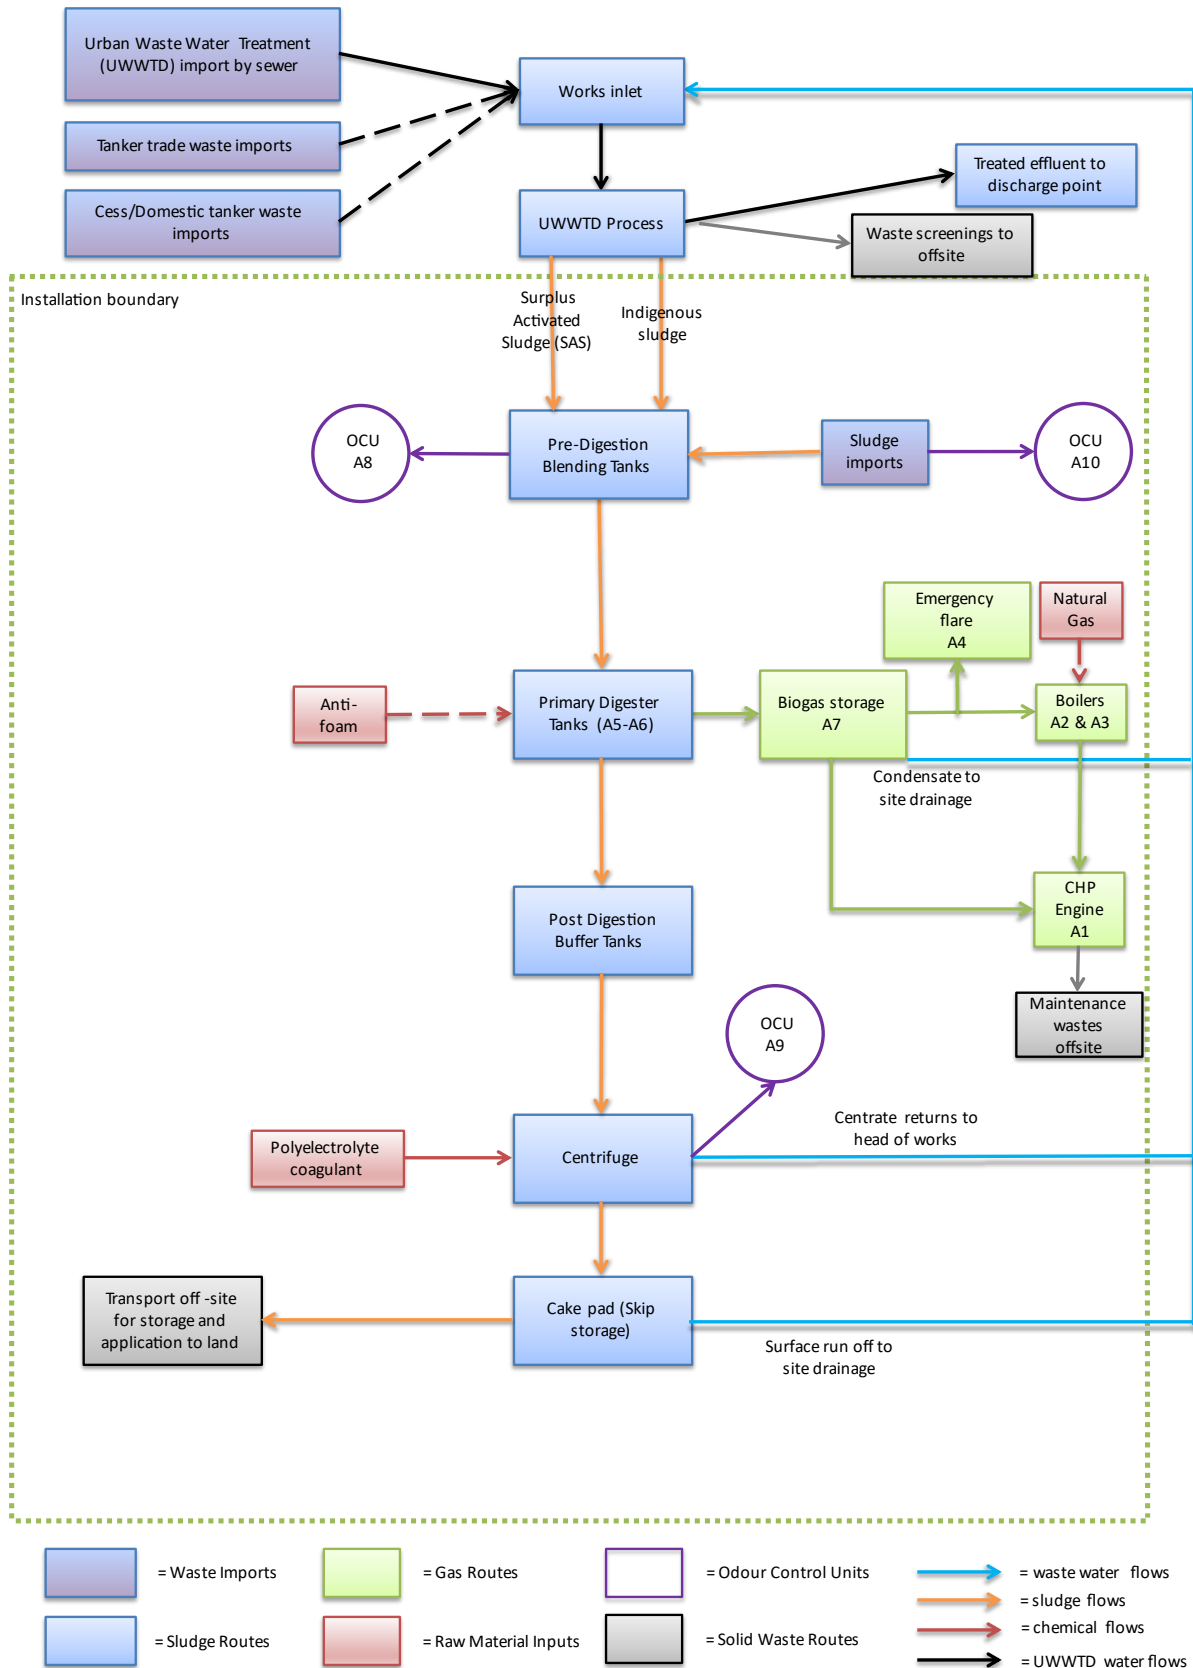 Urban Waste Water Treatment
(UWWTD) import by sewer
Works inlet
Tanker trade waste imports
Treated effluent to
discharge point
Cess/Domestic tanker waste
imports
UWWTD Process
Waste screenings to
offsite
Installation boundary
Surplus
Activated
Sludge (SAS)
Indigenous
sludge
OCU
A8
Pre-Digestion
Blending Tanks
Sludge
imports
OCU
A10
Emergency
flare
A4
Natural
Gas
Anti-
foam
Primary Digester
Tanks (A5-A6)
Biogas storage
A7
Boilers
A2 & A3
Condensate to
site drainage
CHP
Engine
A1
Post Digestion
Buffer Tanks
Maintenance
wastes
offsite
OCU
A9
Polyelectrolyte
coagulant
Centrifuge
Centrate returns to
head of works
Transport off -site
for storage and
application to land
Cake pad (Skip
storage)
Surface run off to
site drainage
= Waste Imports
= Gas Routes
= Odour Control Units
= waste water flows
= sludge flows
= Sludge Routes
= Raw Material Inputs
= Solid Waste Routes
= chemical flows
= UWWTD water flows